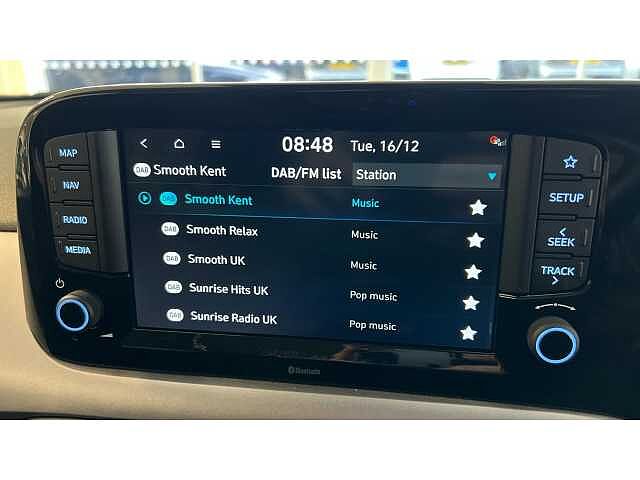 08:48 Tue, 16/12
DAB Smooth Kent DAB/FM list Station
DAB Smooth Kent Music
DAB Smooth Relax Music
DAB Smooth UK Music
DAB Sunrise Hits UK Pop music
DAB Sunrise Radio UK Pop music
MAP
NAV
RADIO
MEDIA
SETUP
< SEEK
TRACK >
Bluetooth